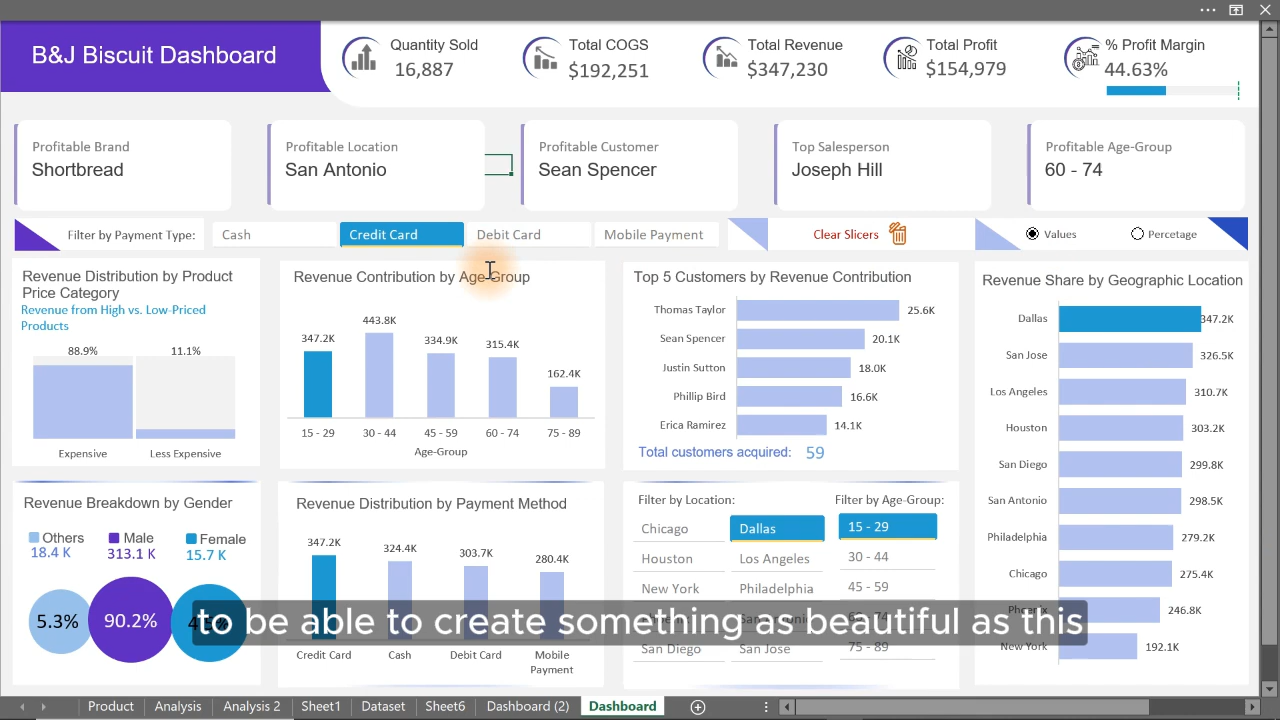 B&J Biscuit Dashboard
Quantity Sold
16,887
Total COGS
$192,251
Total Revenue
$347,230
Total Profit
$154,979
% Profit Margin
44.63%
Profitable Brand
Shortbread
Profitable Location
San Antonio
Profitable Customer
Sean Spencer
Top Salesperson
Joseph Hill
Profitable Age-Group
60 - 74
Filter by Payment Type:
Cash
Credit Card
Debit Card
Mobile Payment
Clear Slicers
Values
Percetage
Revenue Distribution by Product
Price Category
Revenue from High vs. Low-Priced
Products
88.9%
11.1%
Expensive
Less Expensive
Revenue Contribution by Age-Group
347.2K
443.8K
334.9K
315.4K
162.4K
15 - 29
30 - 44
45 - 59
60 - 74
75 - 89
Age-Group
Top 5 Customers by Revenue Contribution
Thomas Taylor 25.6K
Sean Spencer 20.1K
Justin Sutton 18.0K
Phillip Bird 16.6K
Erica Ramirez 14.1K
Total customers acquired: 59
Revenue Share by Geographic Location
Dallas 347.2K
San Jose 326.5K
Los Angeles 310.7K
Houston 303.2K
San Diego 299.8K
San Antonio 298.5K
Philadelphia 279.2K
Chicago 275.4K
Phoenix 246.8K
New York 192.1K
Revenue Breakdown by Gender
Others
18.4 K
Male
313.1 K
Female
15.7 K
5.3%
90.2%
Revenue Distribution by Payment Method
347.2K
324.4K
303.7K
280.4K
Credit Card
Cash
Debit Card
Mobile
Payment
Filter by Location:
Chicago
Dallas
Houston
Los Angeles
New York
Philadelphia
San Antonio
San Diego
San Jose
Filter by Age-Group:
15 - 29
30 - 44
45 - 59
60 - 74
75 - 89
to be able to create something as beautiful as this
Product
Analysis
Analysis 2
Sheet1
Dataset
Sheet6
Dashboard (2)
Dashboard